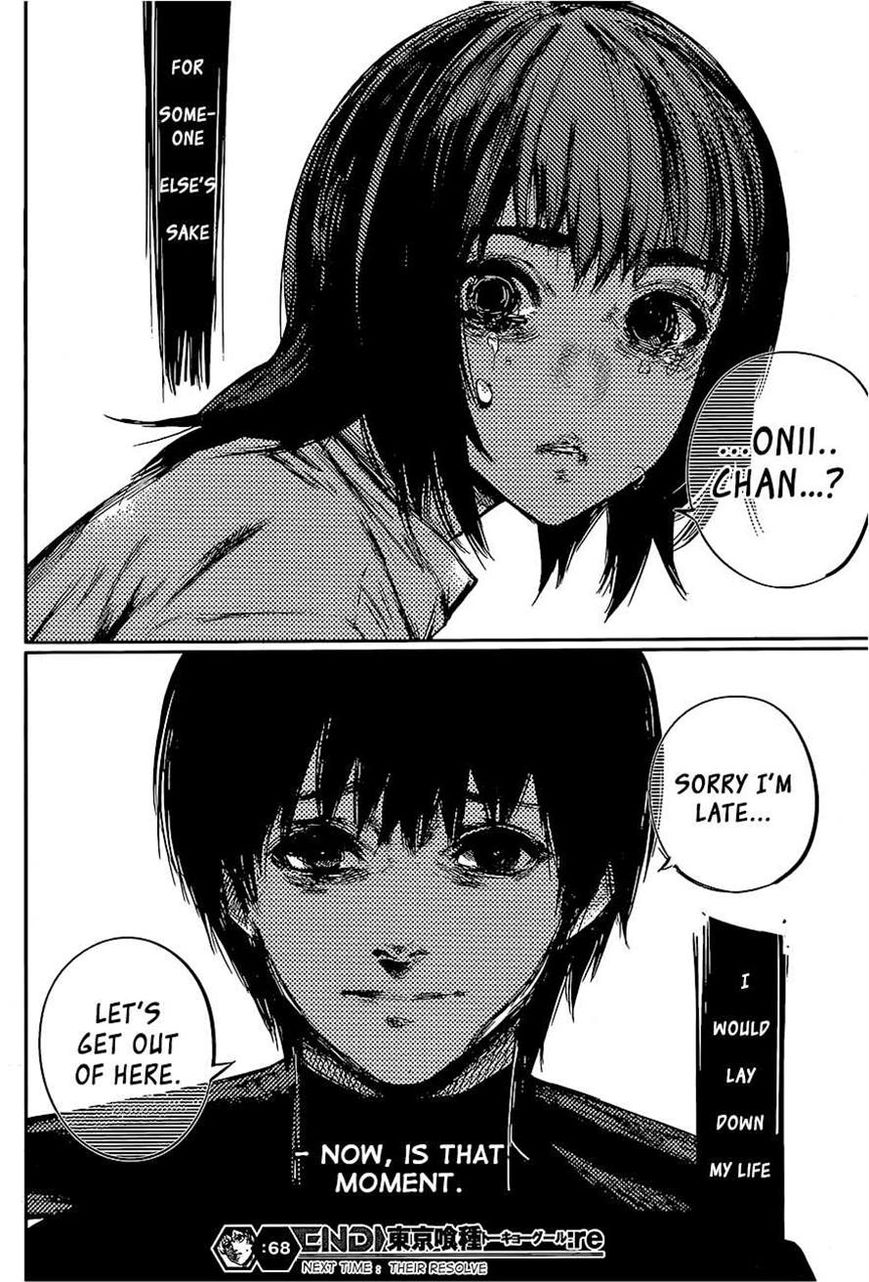 FOR
SOME-
ONE
ELSE'S
SAKE
...ONII..
CHAN...?
SORRY I'M
LATE...
LET'S
GET OUT
OF HERE.
I
WOULD
LAY
DOWN
MY LIFE
- NOW, IS THAT
MOMENT.
:68 END 東京喰種トーキョーグール:re
NEXT TIME : THEIR RESOLVE